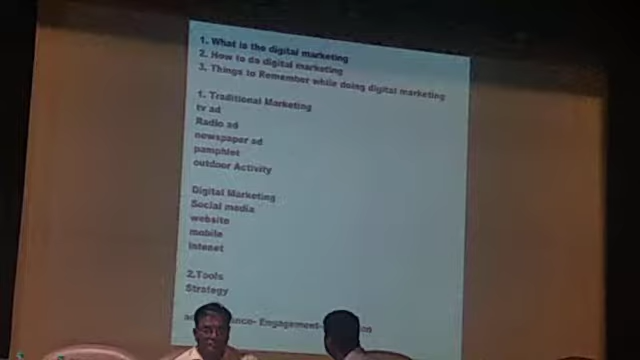 1. What is the digital marketing
2. How to do digital marketing
3. Things to Remember while doing digital marketing
1. Traditional Marketing
tv ad
Radio ad
newspaper ad
pamphlet
outdoor Activity
Digital Marketing
Social media
website
mobile
intenet
2.Tools
Strategy
Engagement-